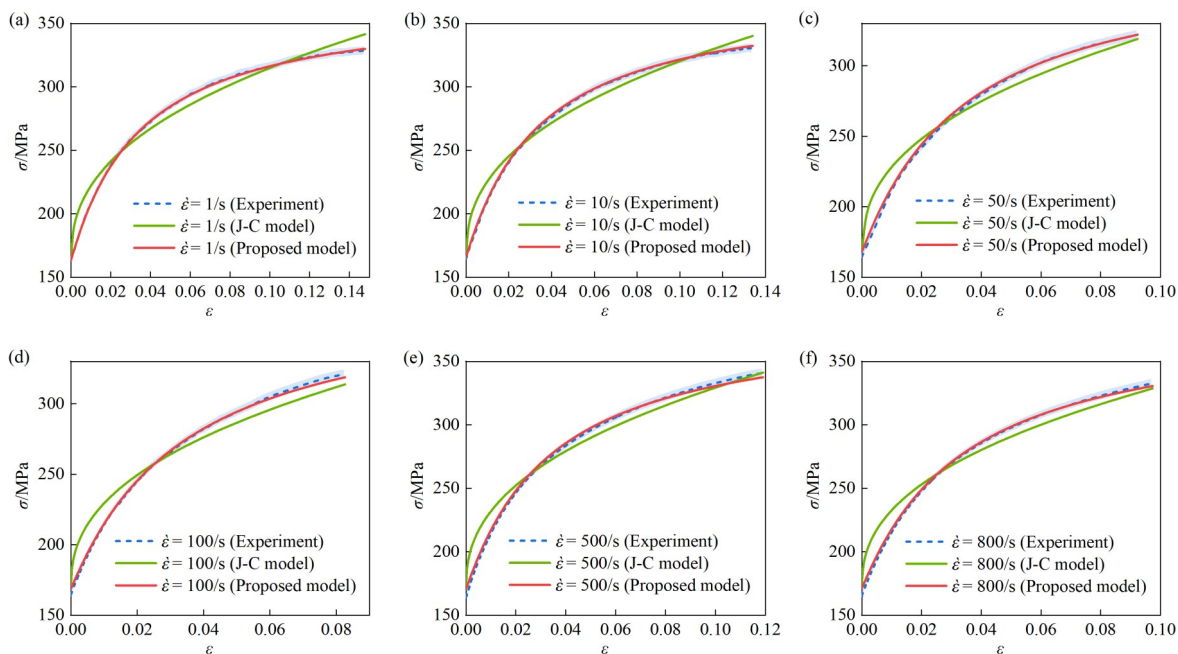 (a)
350
300
250
200
150
σ/MPa
ε̇ = 1/s (Experiment)
ε̇ = 1/s (J-C model)
ε̇ = 1/s (Proposed model)
0.00 0.02 0.04 0.06 0.08 0.10 0.12 0.14
ε
(b)
350
300
250
200
150
σ/MPa
ε̇ = 10/s (Experiment)
ε̇ = 10/s (J-C model)
ε̇ = 10/s (Proposed model)
0.00 0.02 0.04 0.06 0.08 0.10 0.12 0.14
ε
(c)
300
250
200
150
σ/MPa
ε̇ = 50/s (Experiment)
ε̇ = 50/s (J-C model)
ε̇ = 50/s (Proposed model)
0.00 0.02 0.04 0.06 0.08 0.10
ε
(d)
300
250
200
150
σ/MPa
ε̇ = 100/s (Experiment)
ε̇ = 100/s (J-C model)
ε̇ = 100/s (Proposed model)
0.00 0.02 0.04 0.06 0.08
ε
(e)
350
300
250
200
150
σ/MPa
ε̇ = 500/s (Experiment)
ε̇ = 500/s (J-C model)
ε̇ = 500/s (Proposed model)
0.00 0.02 0.04 0.06 0.08 0.10 0.12
ε
(f)
350
300
250
200
150
σ/MPa
ε̇ = 800/s (Experiment)
ε̇ = 800/s (J-C model)
ε̇ = 800/s (Proposed model)
0.00 0.02 0.04 0.06 0.08 0.10
ε